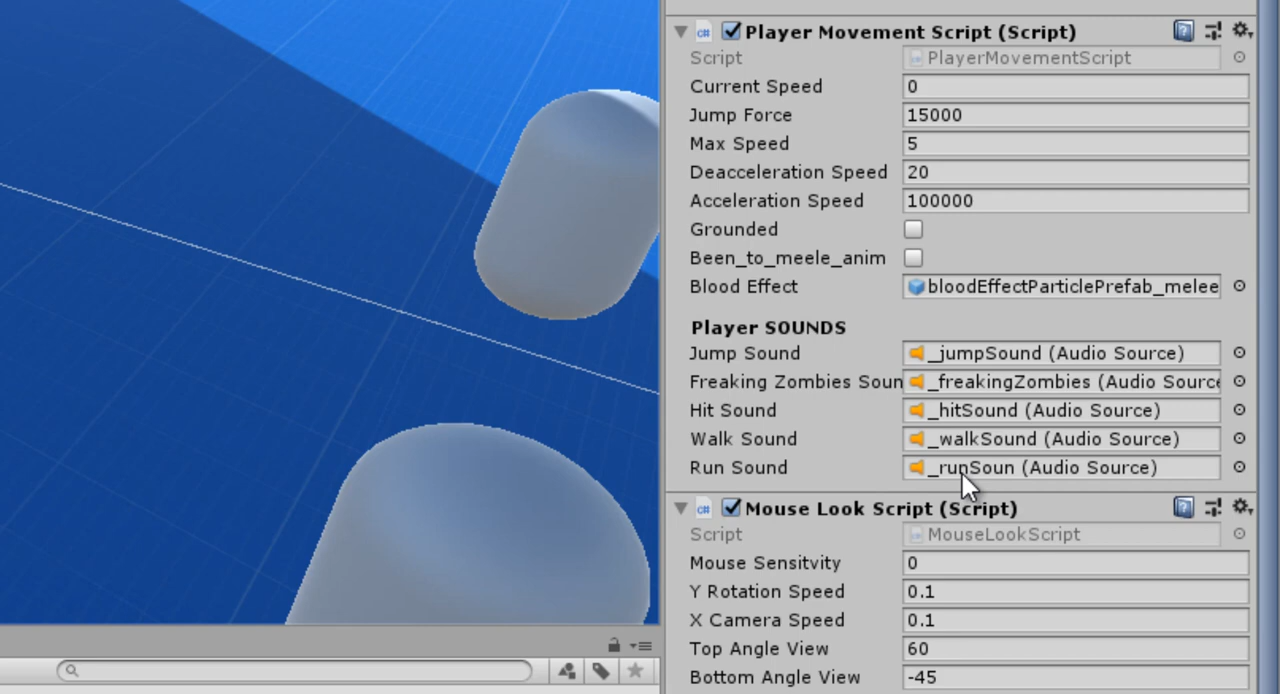 Player Movement Script (Script)
Script PlayerMovementScript
Current Speed 0
Jump Force 15000
Max Speed 5
Deacceleration Speed 20
Acceleration Speed 100000
Grounded
Been_to_meele_anim
Blood Effect bloodEffectParticlePrefab_melee
Player SOUNDS
Jump Sound _jumpSound (Audio Source)
Freaking Zombies Soun _freakingZombies (Audio Source
Hit Sound _hitSound (Audio Source)
Walk Sound _walkSound (Audio Source)
Run Sound _runSoun (Audio Source)
Mouse Look Script (Script)
Script MouseLookScript
Mouse Sensitvity 0
Y Rotation Speed 0.1
X Camera Speed 0.1
Top Angle View 60
Bottom Angle View -45